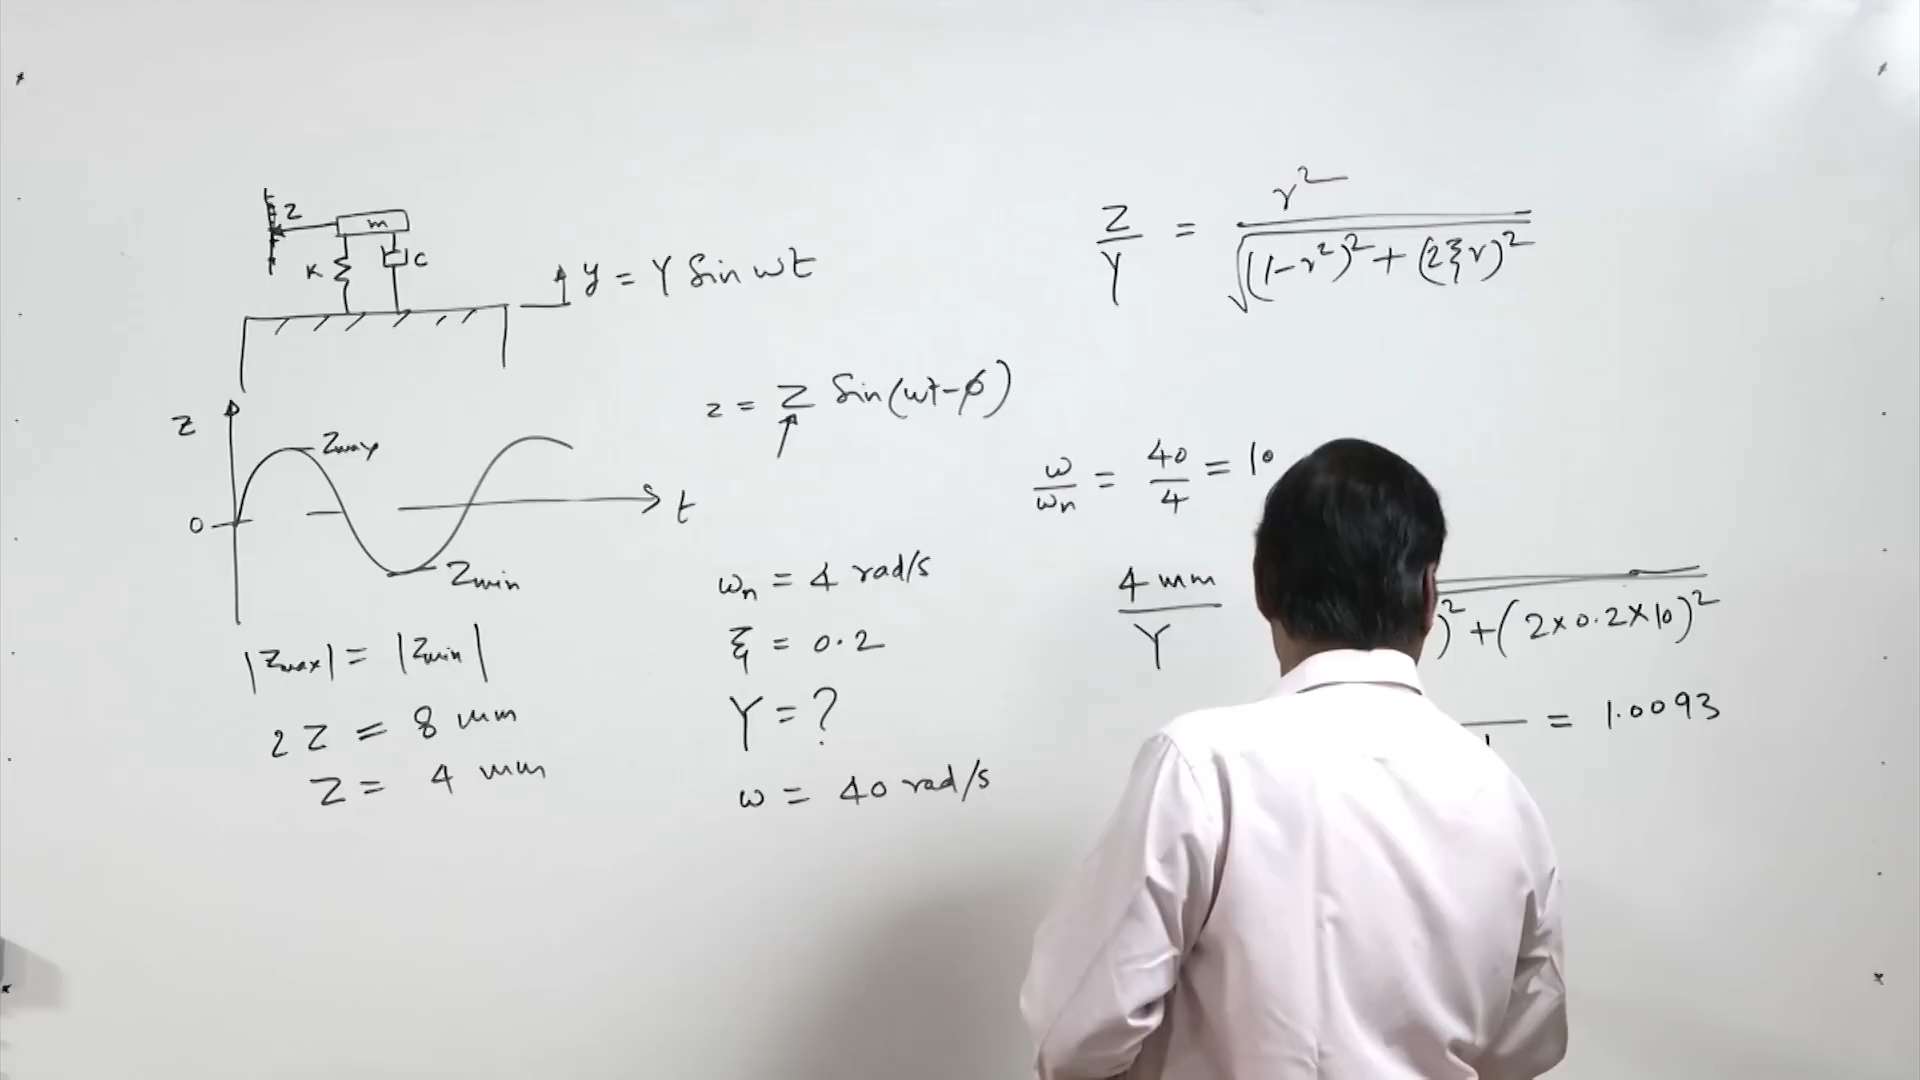 Z
m
K
C
y = Y Sin ωt
Z
Zmax
0
t
Zmin
|Zmax| = |Zmin|
2Z = 8 mm
Z = 4 mm
z = Z Sin(ωt-φ)
ωn = 4 rad/s
ξ = 0.2
Y = ?
ω = 40 rad/s
Z/Y = r²/√((1-r²)²+(2ξr)²)
ω/ωn = 40/4 = 10
4 mm/Y
)²+(2×0.2×10)²
= 1.0093